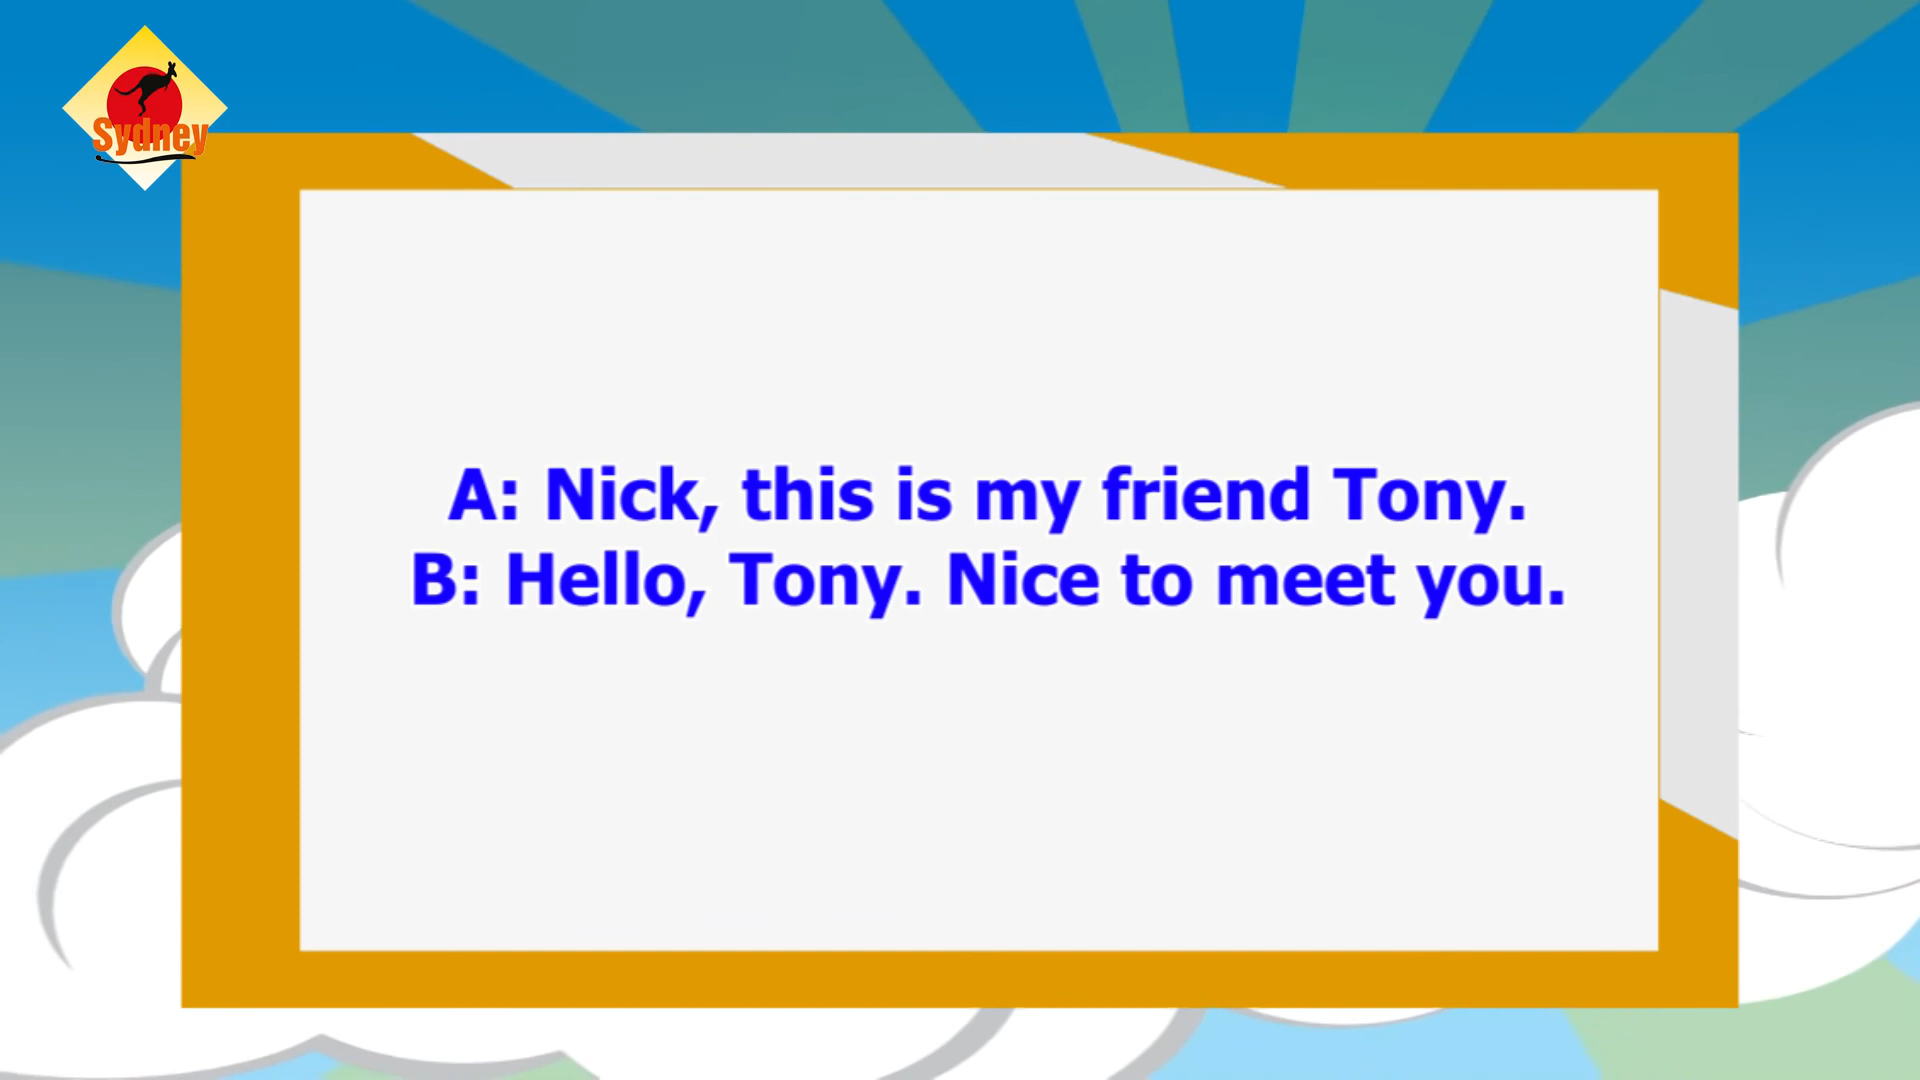 Sydney
A: Nick, this is my friend Tony.
B: Hello, Tony. Nice to meet you.